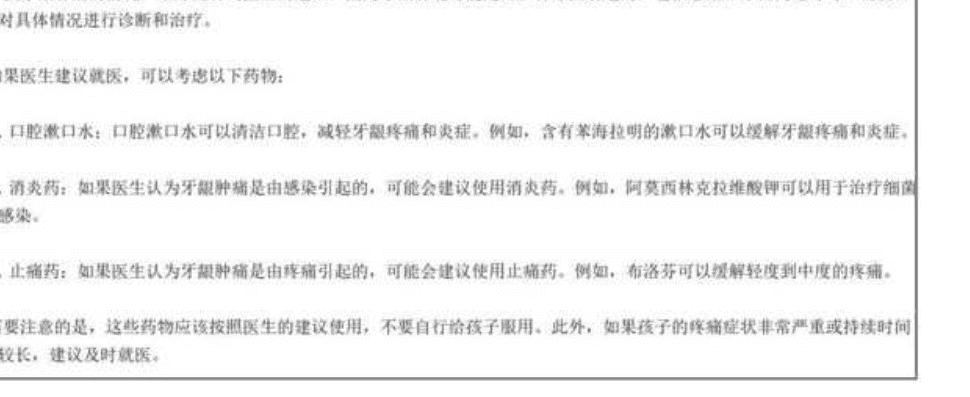 对具体情况进行诊断和治疗。
果医生建议就医，可以考虑以下药物：
口腔漱口水：口腔漱口水可以清洁口腔，减轻牙龈疼痛和炎症。例如，含有苯海拉明的漱口水可以缓解牙龈疼痛和炎症。
消炎药：如果医生认为牙龈肿痛是由感染引起的，可能会建议使用消炎药。例如，阿莫西林克拉维酸钾可以用于治疗细菌
感染。
止痛药：如果医生认为牙龈肿痛是由疼痛引起的，可能会建议使用止痛药。例如，布洛芬可以缓解轻度到中度的疼痛。
要注意的是，这些药物应该按照医生的建议使用，不要自行给孩子服用。此外，如果孩子的疼痛症状非常严重或持续时间
较长，建议及时就医。